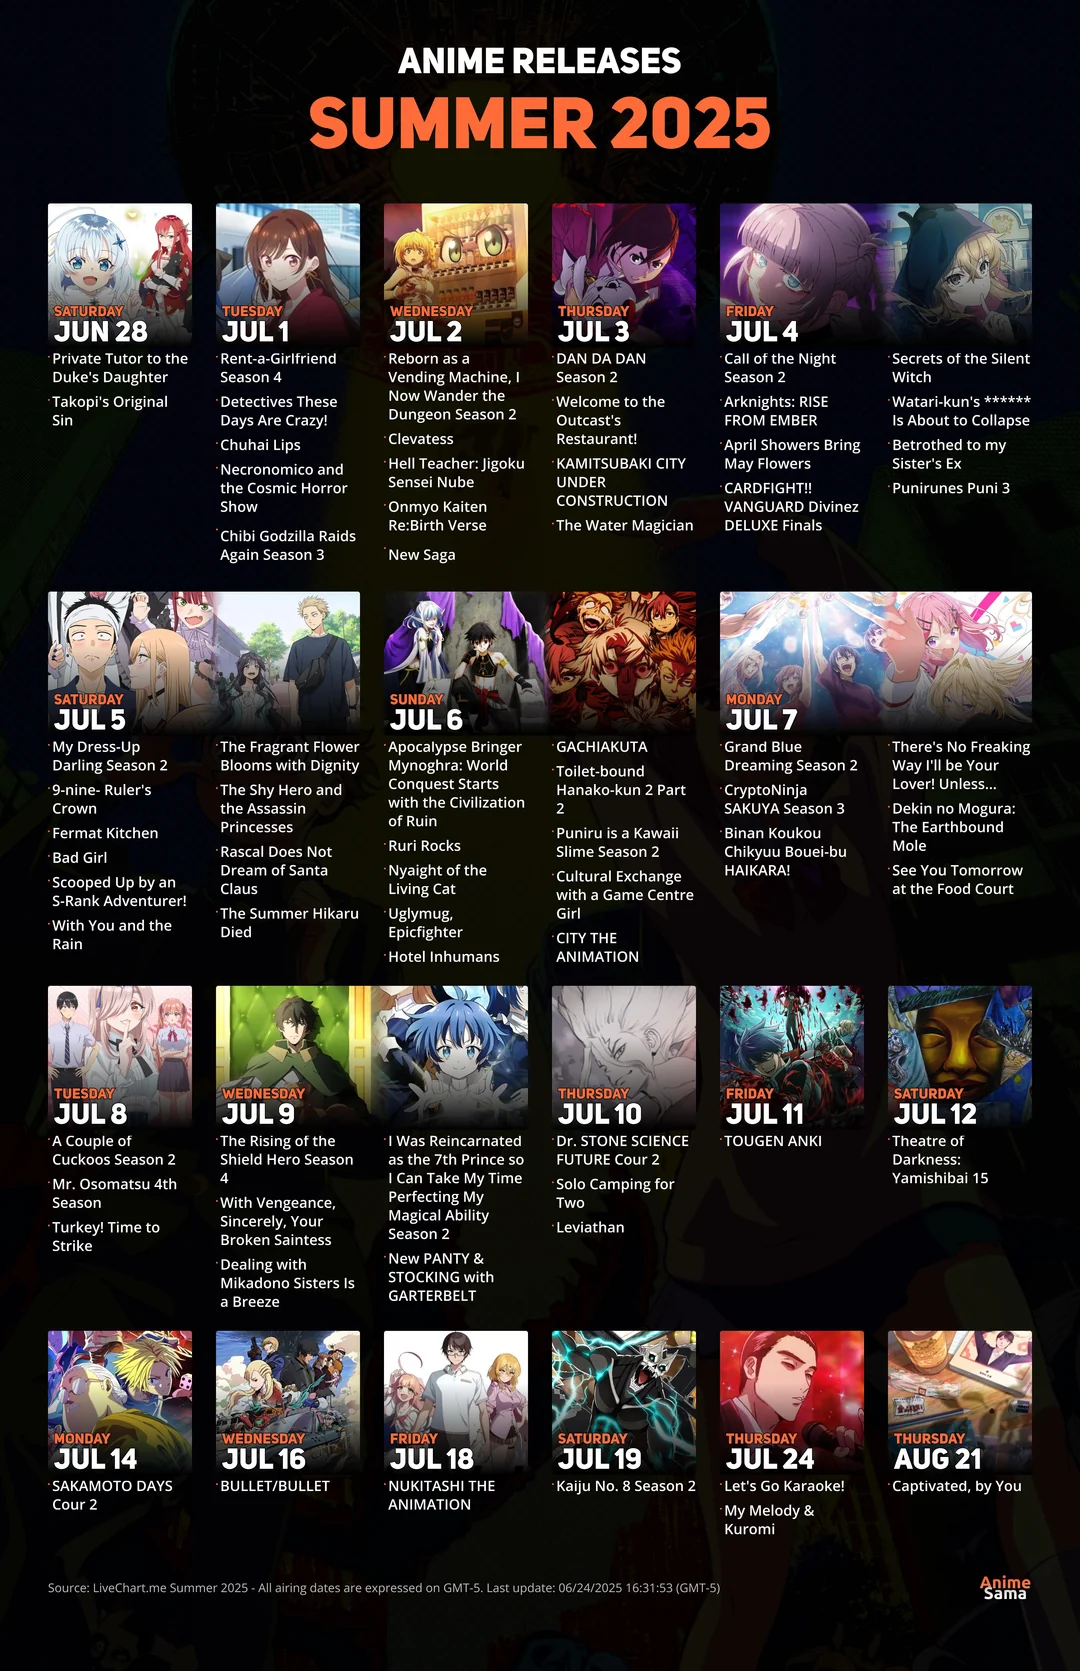 ANIME RELEASES
SUMMER 2025
SATURDAY
JUN 28
Private Tutor to the
Duke's Daughter
Takopi's Original
Sin
TUESDAY
JUL 1
Rent-a-Girlfriend
Season 4
Detectives These
Days Are Crazy!
Chuhai Lips
Necronomico and
the Cosmic Horror
Show
Chibi Godzilla Raids
Again Season 3
WEDNESDAY
JUL 2
Reborn as a
Vending Machine, I
Now Wander the
Dungeon Season 2
Clevatess
Hell Teacher: Jigoku
Sensei Nube
Onmyo Kaiten
Re:Birth Verse
New Saga
THURSDAY
JUL 3
DAN DA DAN
Season 2
Welcome to the
Outcast's
Restaurant!
KAMITSUBAKI CITY
UNDER
CONSTRUCTION
The Water Magician
FRIDAY
JUL 4
Call of the Night
Season 2
Arknights: RISE
FROM EMBER
April Showers Bring
May Flowers
CARDFIGHT!!
VANGUARD Divinez
DELUXE Finals
Secrets of the Silent
Witch
Watari-kun's ******
Is About to Collapse
Betrothed to my
Sister's Ex
Punirunes Puni 3
SATURDAY
JUL 5
My Dress-Up
Darling Season 2
9-nine- Ruler's
Crown
Fermat Kitchen
Bad Girl
Scooped Up by an
S-Rank Adventurer!
With You and the
Rain
The Fragrant Flower
Blooms with Dignity
The Shy Hero and
the Assassin
Princesses
Rascal Does Not
Dream of Santa
Claus
The Summer Hikaru
Died
SUNDAY
JUL 6
Apocalypse Bringer
Mynoghra: World
Conquest Starts
with the Civilization
of Ruin
Ruri Rocks
Nyaight of the
Living Cat
Uglymug,
Epicfighter
Hotel Inhumans
GACHIAKUTA
Toilet-bound
Hanako-kun 2 Part
2
Puniru is a Kawaii
Slime Season 2
Cultural Exchange
with a Game Centre
Girl
CITY THE
ANIMATION
MONDAY
JUL 7
Grand Blue
Dreaming Season 2
CryptoNinja
SAKUYA Season 3
Binan Koukou
Chikyuu Bouei-bu
HAIKARA!
There's No Freaking
Way I'll be Your
Lover! Unless...
Dekin no Mogura:
The Earthbound
Mole
See You Tomorrow
at the Food Court
TUESDAY
JUL 8
A Couple of
Cuckoos Season 2
Mr. Osomatsu 4th
Season
Turkey! Time to
Strike
WEDNESDAY
JUL 9
The Rising of the
Shield Hero Season
4
With Vengeance,
Sincerely, Your
Broken Saintess
Dealing with
Mikadono Sisters Is
a Breeze
I Was Reincarnated
as the 7th Prince so
I Can Take My Time
Perfecting My
Magical Ability
Season 2
New PANTY &
STOCKING with
GARTERBELT
THURSDAY
JUL 10
Dr. STONE SCIENCE
FUTURE Cour 2
Solo Camping for
Two
Leviathan
FRIDAY
JUL 11
TOUGEN ANKI
SATURDAY
JUL 12
Theatre of
Darkness:
Yamishibai 15
MONDAY
JUL 14
SAKAMOTO DAYS
Cour 2
WEDNESDAY
JUL 16
BULLET/BULLET
FRIDAY
JUL 18
NUKITASHI THE
ANIMATION
SATURDAY
JUL 19
Kaiju No. 8 Season 2
THURSDAY
JUL 24
Let's Go Karaoke!
My Melody &
Kuromi
THURSDAY
AUG 21
Captivated, by You
Source: LiveChart.me Summer 2025 - All airing dates are expressed on GMT-5. Last update: 06/24/2025 16:31:53 (GMT-5)
Anime
Sama